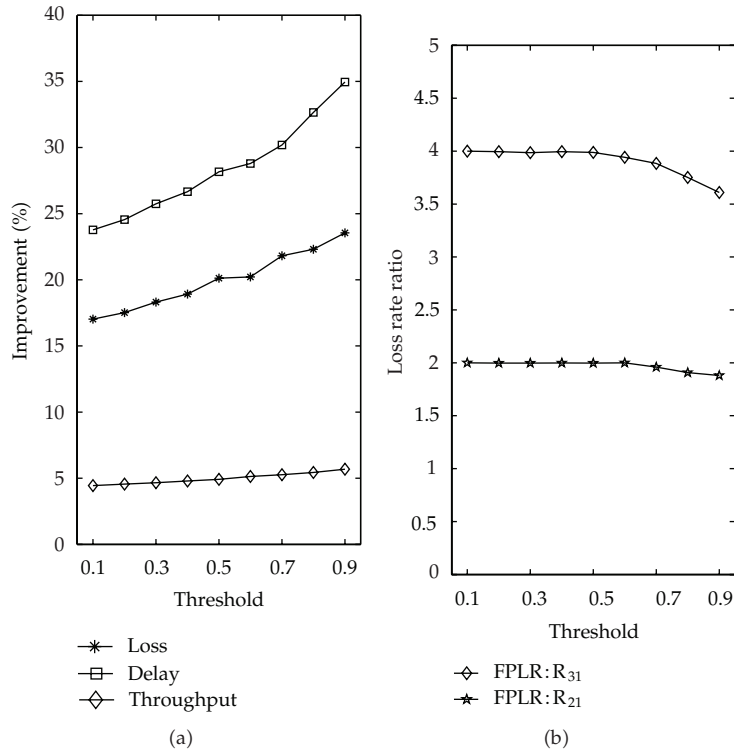 40
35
30
25
20
15
10
5
0
Improvement (%)
0.1 0.3 0.5 0.7 0.9
Threshold
Loss
Delay
Throughput
(a)
5
4.5
4
3.5
3
2.5
2
1.5
1
0.5
0
Loss rate ratio
0.1 0.3 0.5 0.7 0.9
Threshold
FPLR:R31
FPLR:R21
(b)